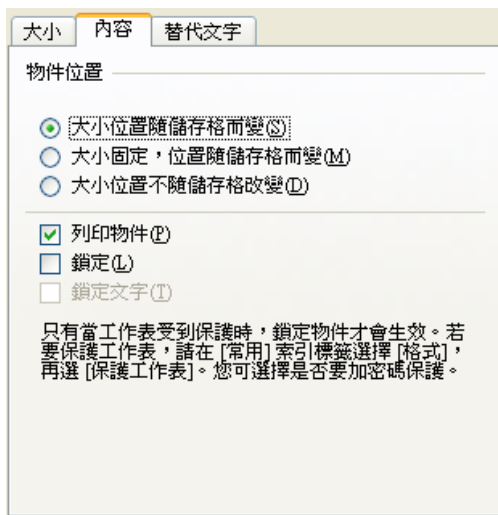 大小 內容 替代文字
物件位置
大小位置隨儲存格而變(S)
大小固定，位置隨儲存格而變(M)
大小位置不隨儲存格改變(D)
列印物件(P)
鎖定(L)
鎖定文字(T)
只有當工作表受到保護時，鎖定物件才會生效。若
要保護工作表，請在 [常用] 索引標籤選擇 [格式]，
再選 [保護工作表]。您可選擇是否要加密碼保護。